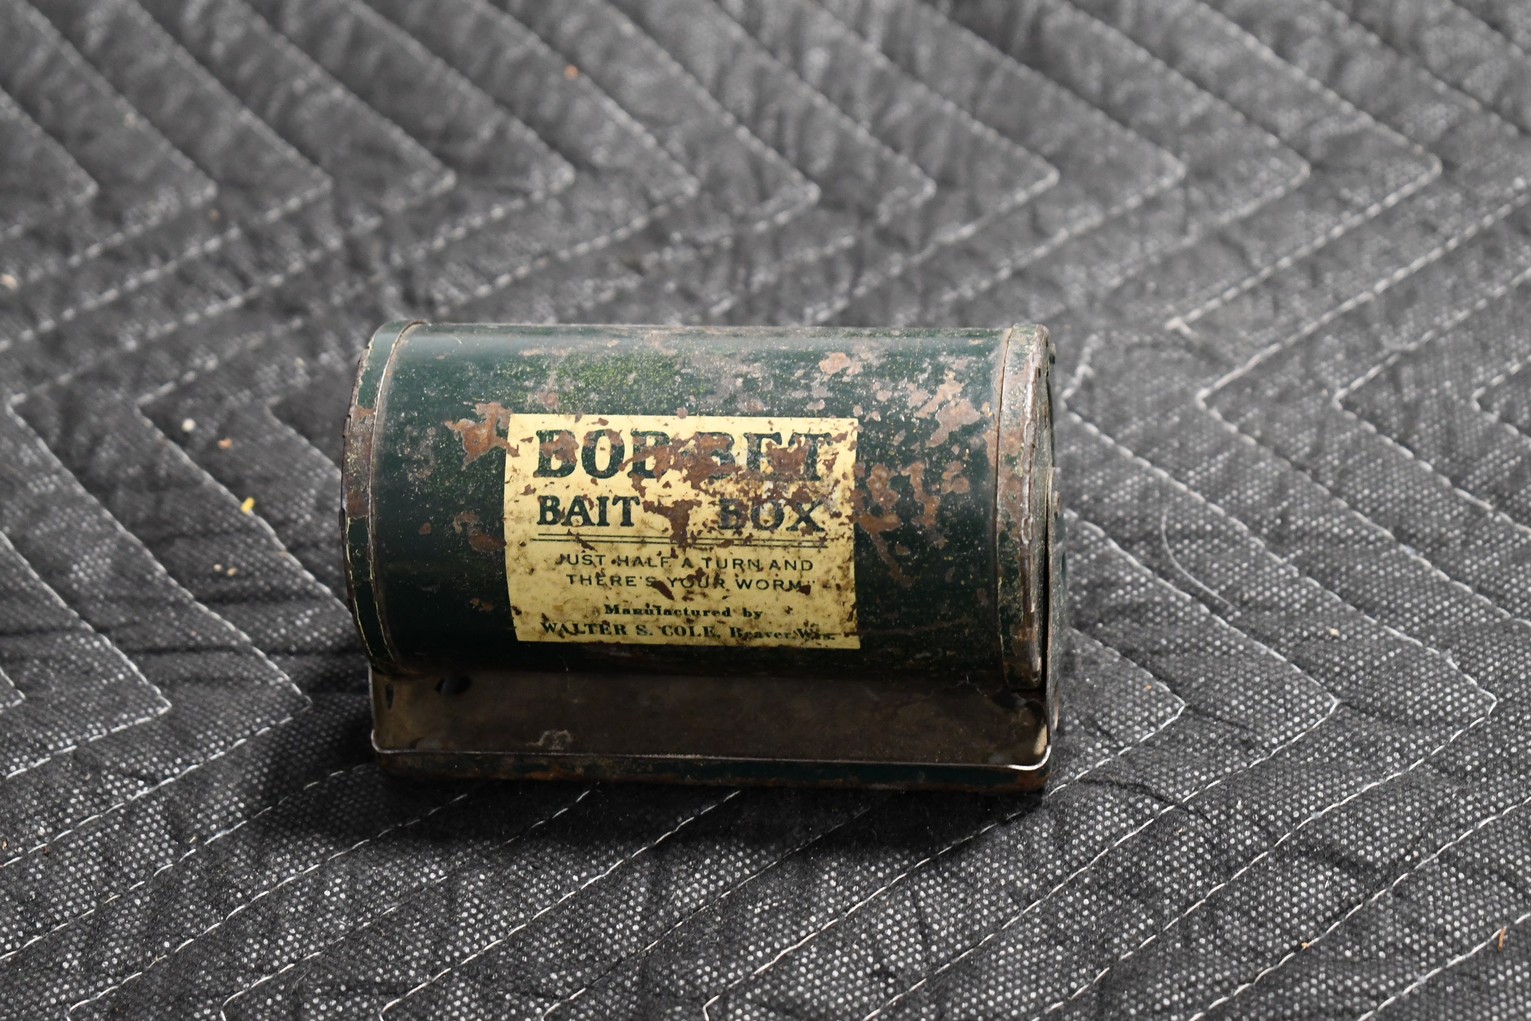 BOB-BET
BAIT BOX
"JUST HALF A TURN AND
THERE'S YOUR WORM"
Manufactured by
WALTER S. COLE, Beaver, Wis.